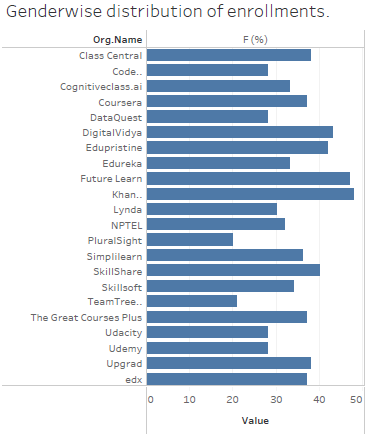 Genderwise distribution of enrollments.
Org.Name F (%)
Class Central
Code..
Cognitiveclass.ai
Coursera
DataQuest
DigitalVidya
Edupristine
Edureka
Future Learn
Khan..
Lynda
NPTEL
PluralSight
Simplilearn
SkillShare
Skillsoft
TeamTree..
The Great Courses Plus
Udacity
Udemy
Upgrad
edx
0 10 20 30 40 50
Value